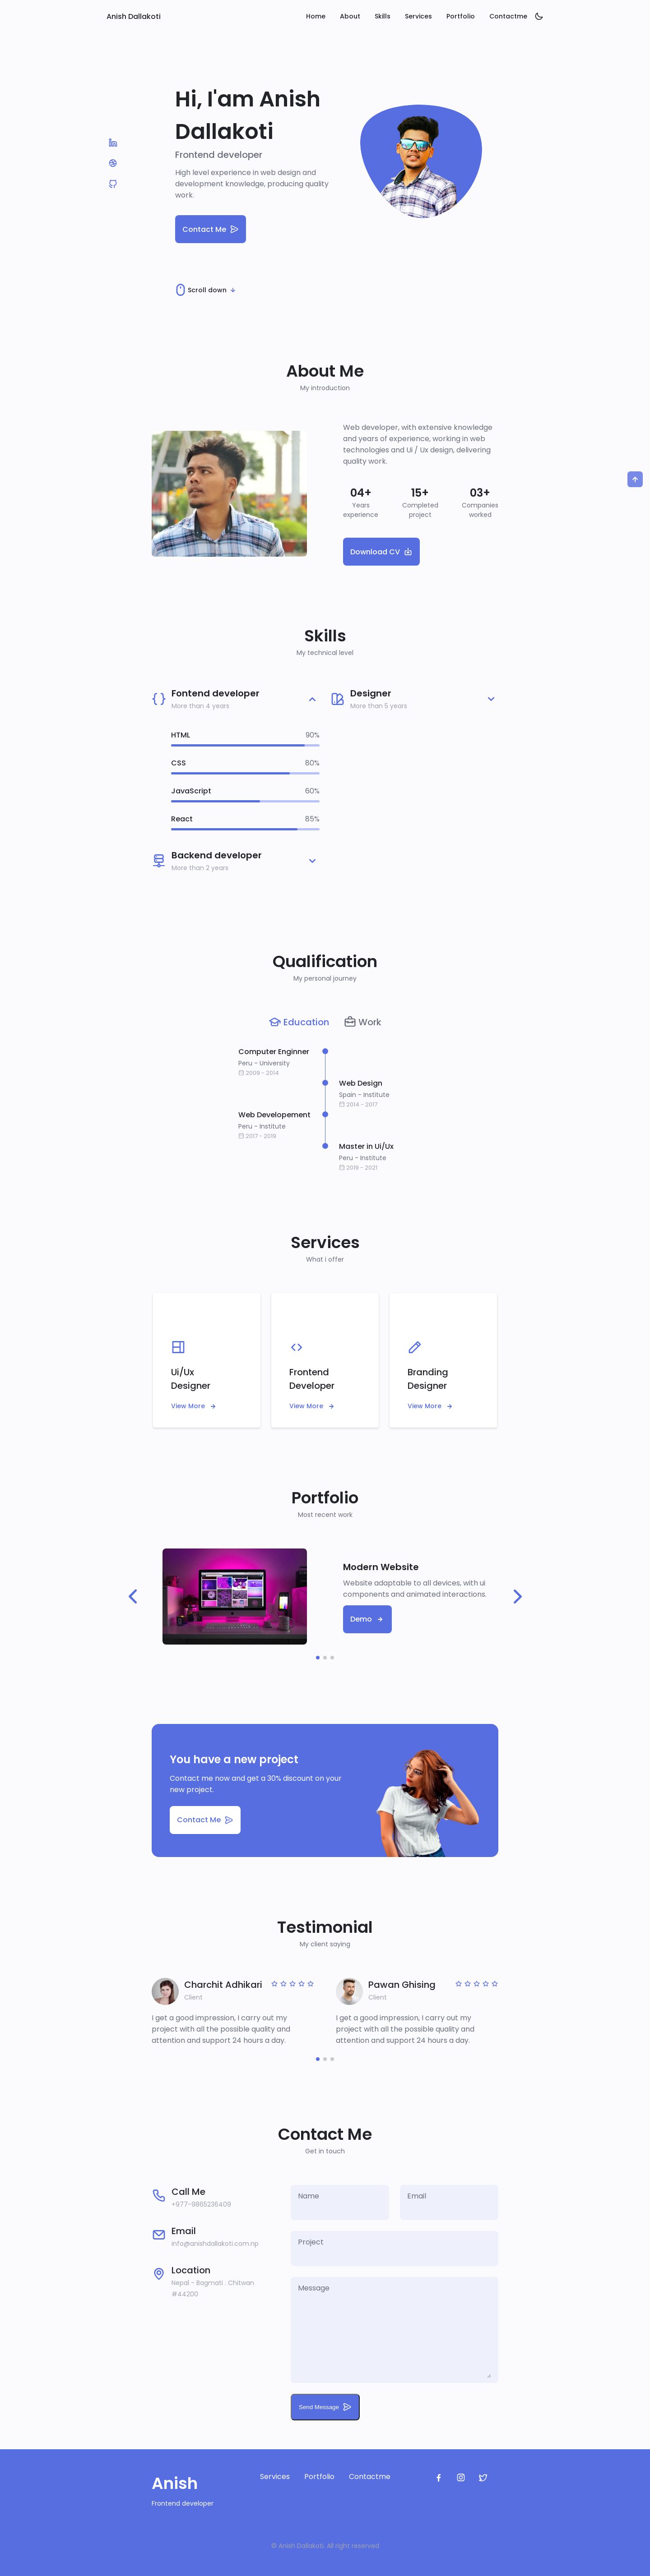 Anish Dallakoti
Home About Skills Services Portfolio Contactme
Hi, I'am Anish
Dallakoti
Frontend developer
High level experience in web design and
development knowledge, producing quality
work.
Contact Me
Scroll down
About Me
My introduction
Web developer, with extensive knowledge
and years of experience, working in web
technologies and Ui / Ux design, delivering
quality work.
04+ 15+ 03+
Years Completed Companies
experience project worked
Download CV
Skills
My technical level
Fontend developer
More than 4 years
Designer
More than 5 years
HTML 90%
CSS 80%
JavaScript 60%
React 85%
Backend developer
More than 2 years
Qualification
My personal journey
Education Work
Computer Enginner
Peru - University
2009 - 2014
Web Design
Spain - Institute
2014 - 2017
Web Developement
Peru - Institute
2017 - 2019
Master in Ui/Ux
Peru - Institute
2019 - 2021
Services
What i offer
Ui/Ux
Designer
View More
Frontend
Developer
View More
Branding
Designer
View More
Portfolio
Most recent work
Modern Website
Website adaptable to all devices, with ui
components and animated interactions.
Demo
You have a new project
Contact me now and get a 30% discount on your
new project.
Contact Me
Testimonial
My client saying
Charchit Adhikari
Client
I get a good impression, I carry out my
project with all the possible quality and
attention and support 24 hours a day.
Pawan Ghising
Client
I get a good impression, I carry out my
project with all the possible quality and
attention and support 24 hours a day.
Contact Me
Get in touch
Call Me
+977-9865236409
Email
info@anishdallakoti.com.np
Location
Nepal - Bagmati . Chitwan
#44200
Name
Email
Project
Message
Send Message
Anish
Frontend developer
Services Portfolio Contactme
© Anish Dallakoti. All right reserved